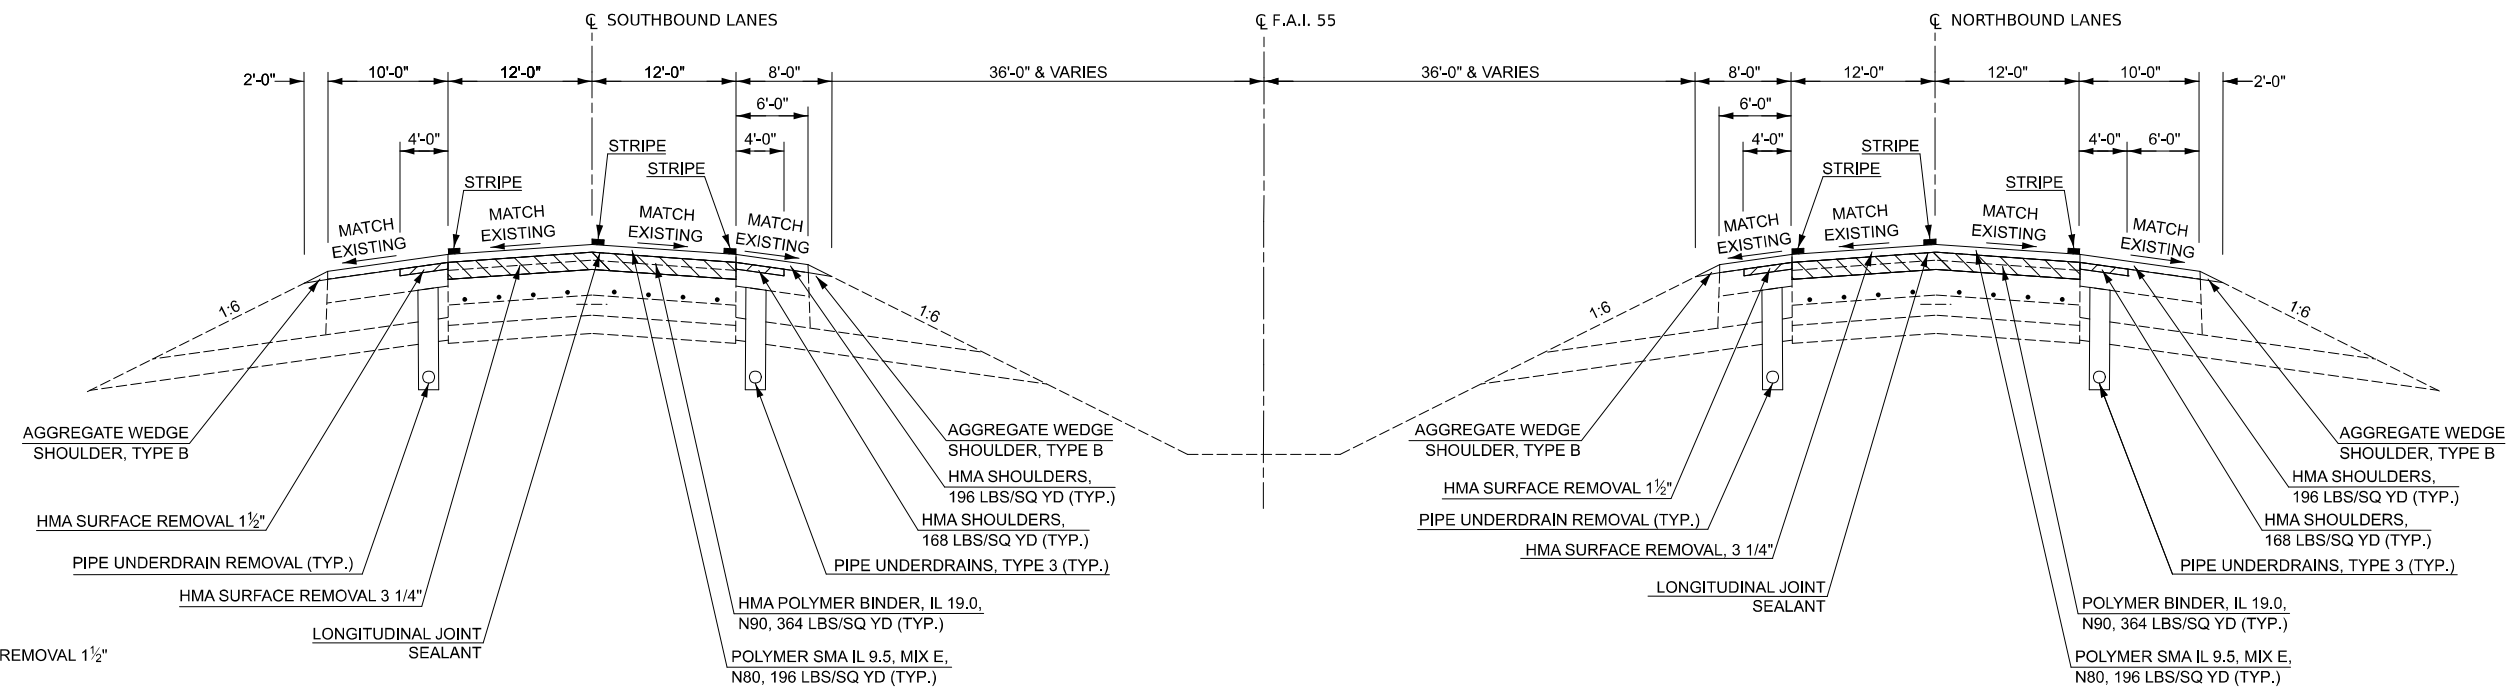 ℄ SOUTHBOUND LANES
℄ F.A.I. 55
℄ NORTHBOUND LANES
2'-0"
10'-0"
12'-0"
12'-0"
8'-0"
36'-0" & VARIES
36'-0" & VARIES
8'-0"
12'-0"
12'-0"
10'-0"
2'-0"
6'-0"
6'-0"
4'-0"
4'-0"
4'-0"
4'-0"
6'-0"
STRIPE
STRIPE
STRIPE
STRIPE
STRIPE
STRIPE
MATCH
EXISTING
MATCH
EXISTING
MATCH
EXISTING
MATCH
EXISTING
MATCH
EXISTING
MATCH
EXISTING
MATCH
EXISTING
MATCH
EXISTING
1:6
1:6
1:6
1:6
AGGREGATE WEDGE
SHOULDER, TYPE B
HMA SURFACE REMOVAL 1½"
PIPE UNDERDRAIN REMOVAL (TYP.)
HMA SURFACE REMOVAL 3 1/4"
LONGITUDINAL JOINT
SEALANT
REMOVAL 1½"
AGGREGATE WEDGE
SHOULDER, TYPE B
HMA SHOULDERS,
196 LBS/SQ YD (TYP.)
HMA SHOULDERS,
168 LBS/SQ YD (TYP.)
PIPE UNDERDRAINS, TYPE 3 (TYP.)
HMA POLYMER BINDER, IL 19.0,
N90, 364 LBS/SQ YD (TYP.)
POLYMER SMA IL 9.5, MIX E,
N80, 196 LBS/SQ YD (TYP.)
AGGREGATE WEDGE
SHOULDER, TYPE B
HMA SURFACE REMOVAL 1½"
PIPE UNDERDRAIN REMOVAL (TYP.)
HMA SURFACE REMOVAL, 3 1/4"
LONGITUDINAL JOINT
SEALANT
AGGREGATE WEDGE
SHOULDER, TYPE B
HMA SHOULDERS,
196 LBS/SQ YD (TYP.)
HMA SHOULDERS,
168 LBS/SQ YD (TYP.)
PIPE UNDERDRAINS, TYPE 3 (TYP.)
POLYMER BINDER, IL 19.0,
N90, 364 LBS/SQ YD (TYP.)
POLYMER SMA IL 9.5, MIX E,
N80, 196 LBS/SQ YD (TYP.)